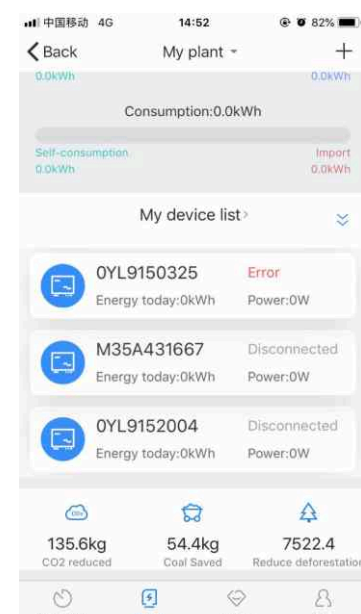 中国移动 4G 14:52 82%
Back My plant
0.0kWh 0.0kWh
Consumption:0.0kWh
Self-consumption Import
0.0kWh 0.0kWh
My device list
0YL9150325 Error
Energy today:0kWh Power:0W
M35A431667 Disconnected
Energy today:0kWh Power:0W
0YL9152004 Disconnected
Energy today:0kWh Power:0W
135.6kg 54.4kg 7522.4
CO2 reduced Coal Saved Reduce deforestation